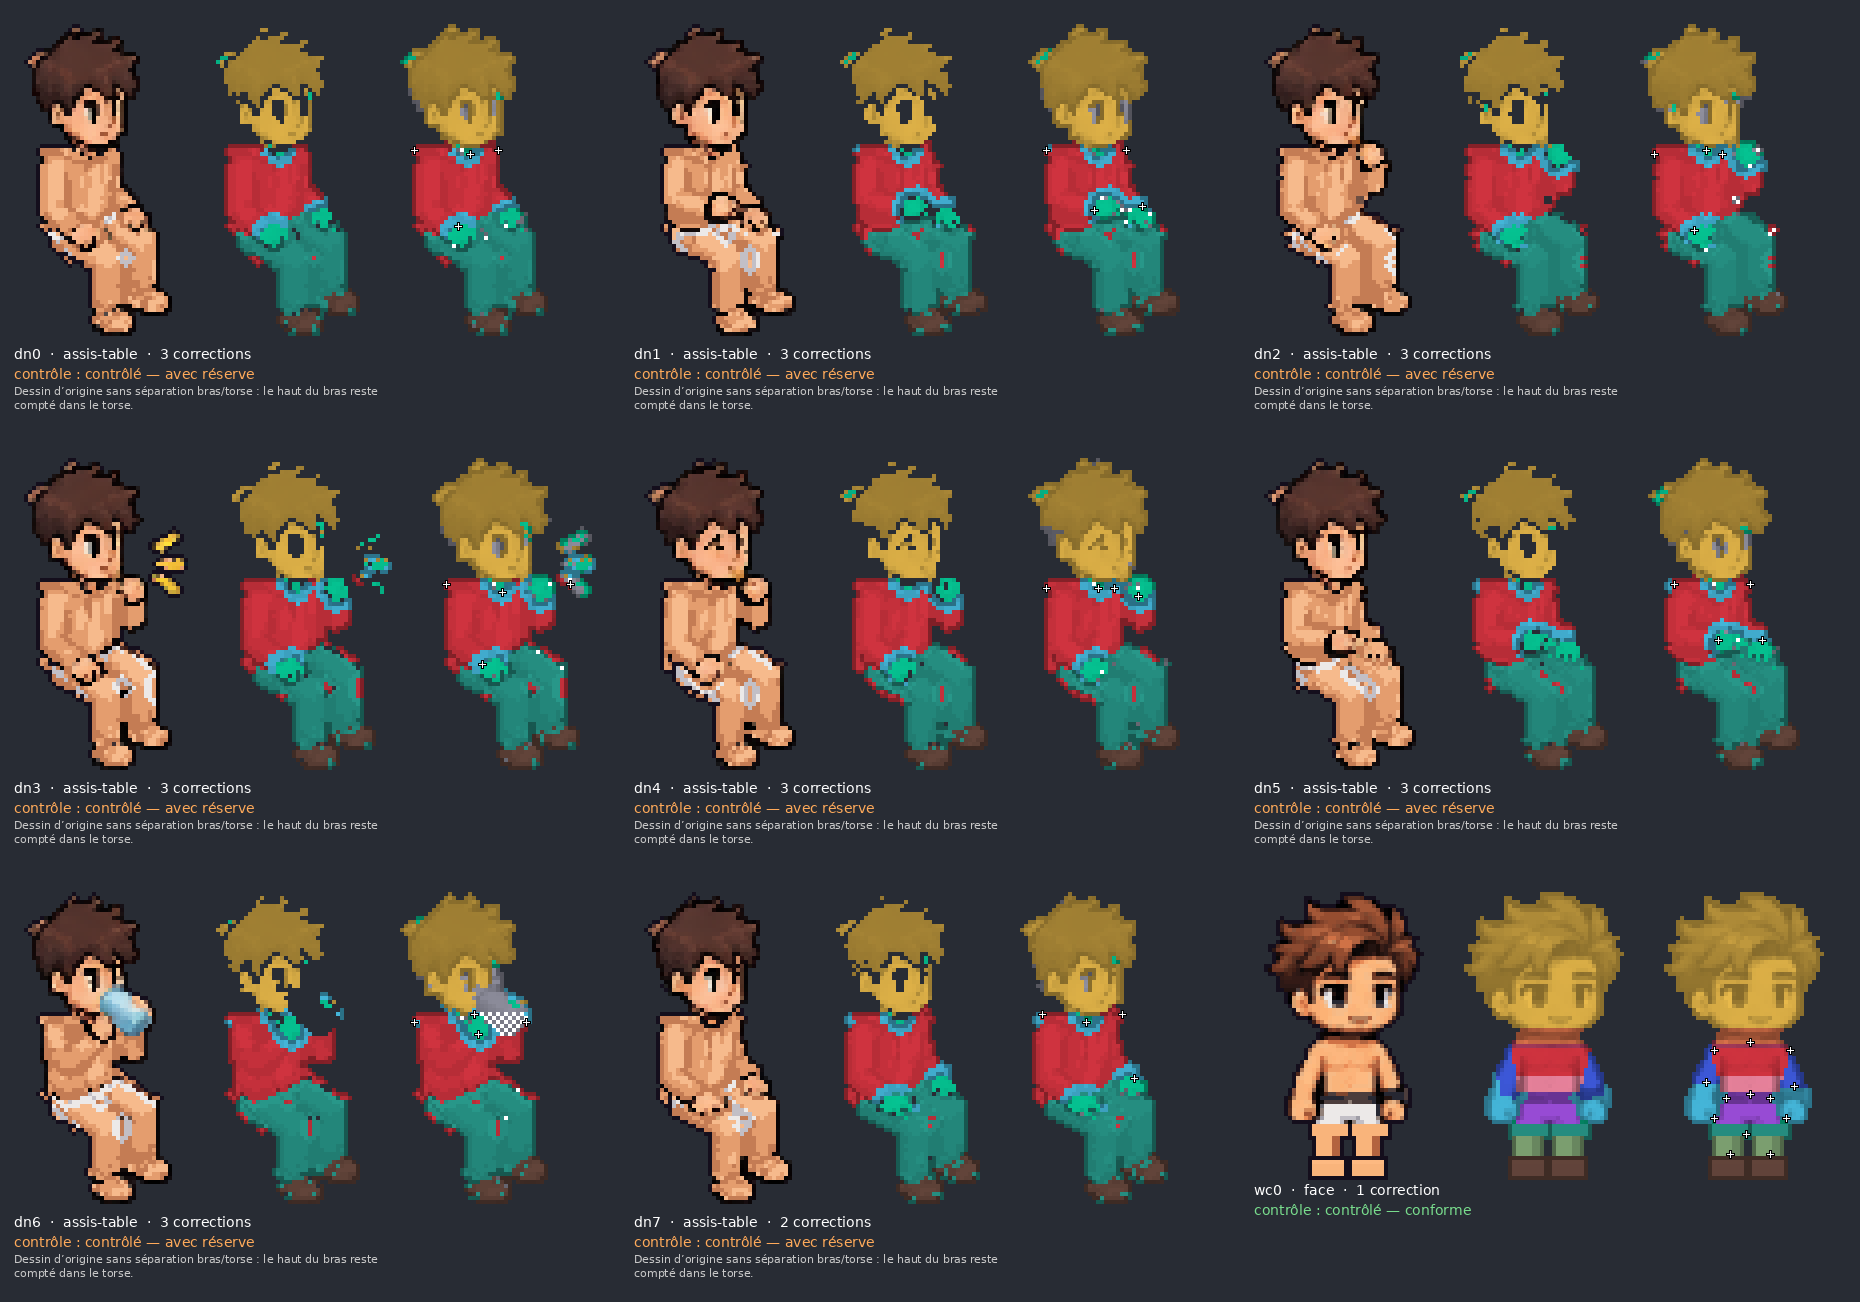 dn0 · assis-table · 3 corrections
contrôle : contrôlé — avec réserve
Dessin d’origine sans séparation bras/torse : le haut du bras reste
compté dans le torse.
dn1 · assis-table · 3 corrections
contrôle : contrôlé — avec réserve
Dessin d’origine sans séparation bras/torse : le haut du bras reste
compté dans le torse.
dn2 · assis-table · 3 corrections
contrôle : contrôlé — avec réserve
Dessin d’origine sans séparation bras/torse : le haut du bras reste
compté dans le torse.
dn3 · assis-table · 3 corrections
contrôle : contrôlé — avec réserve
Dessin d’origine sans séparation bras/torse : le haut du bras reste
compté dans le torse.
dn4 · assis-table · 3 corrections
contrôle : contrôlé — avec réserve
Dessin d’origine sans séparation bras/torse : le haut du bras reste
compté dans le torse.
dn5 · assis-table · 3 corrections
contrôle : contrôlé — avec réserve
Dessin d’origine sans séparation bras/torse : le haut du bras reste
compté dans le torse.
dn6 · assis-table · 3 corrections
contrôle : contrôlé — avec réserve
Dessin d’origine sans séparation bras/torse : le haut du bras reste
compté dans le torse.
dn7 · assis-table · 2 corrections
contrôle : contrôlé — avec réserve
Dessin d’origine sans séparation bras/torse : le haut du bras reste
compté dans le torse.
wc0 · face · 1 correction
contrôle : contrôlé — conforme